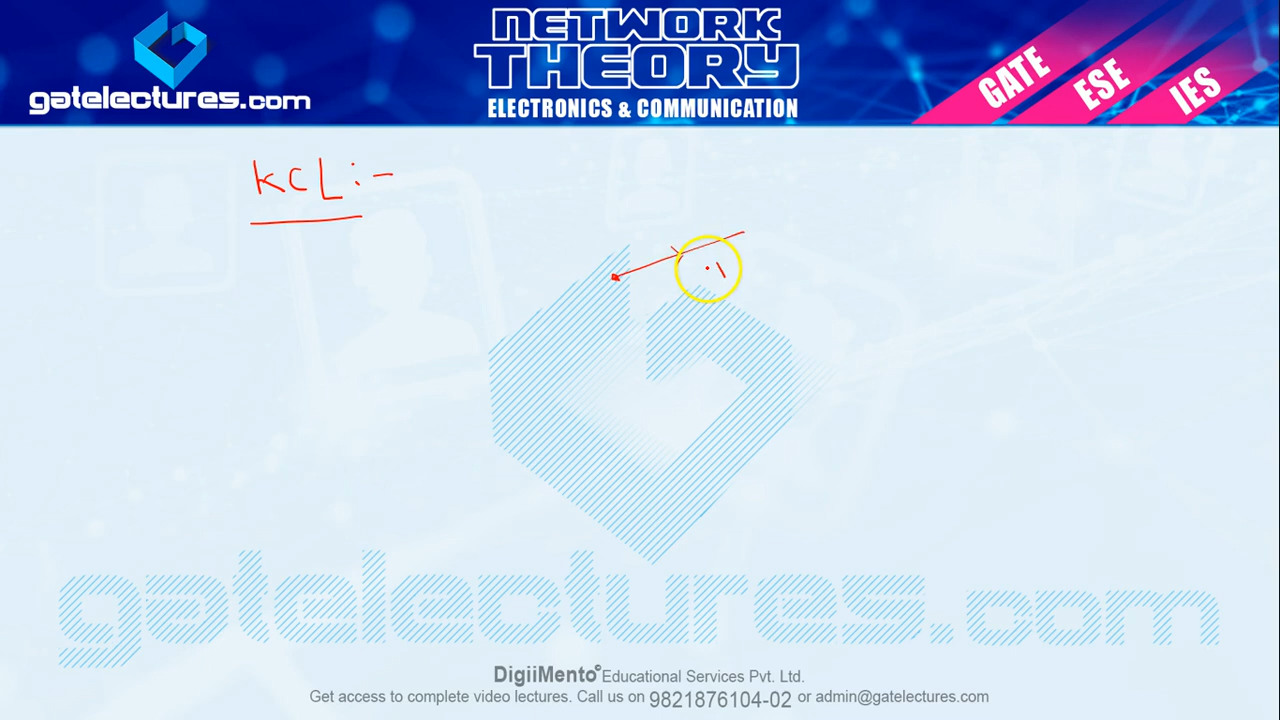 gatelectures.com
NETWORK
THEORY
ELECTRONICS & COMMUNICATION
GATE
ESE
IES
KCL:-
gatelectures.com
DigiiMento© Educational Services Pvt. Ltd.
Get access to complete video lectures. Call us on 9821876104-02 or admin@gatelectures.com